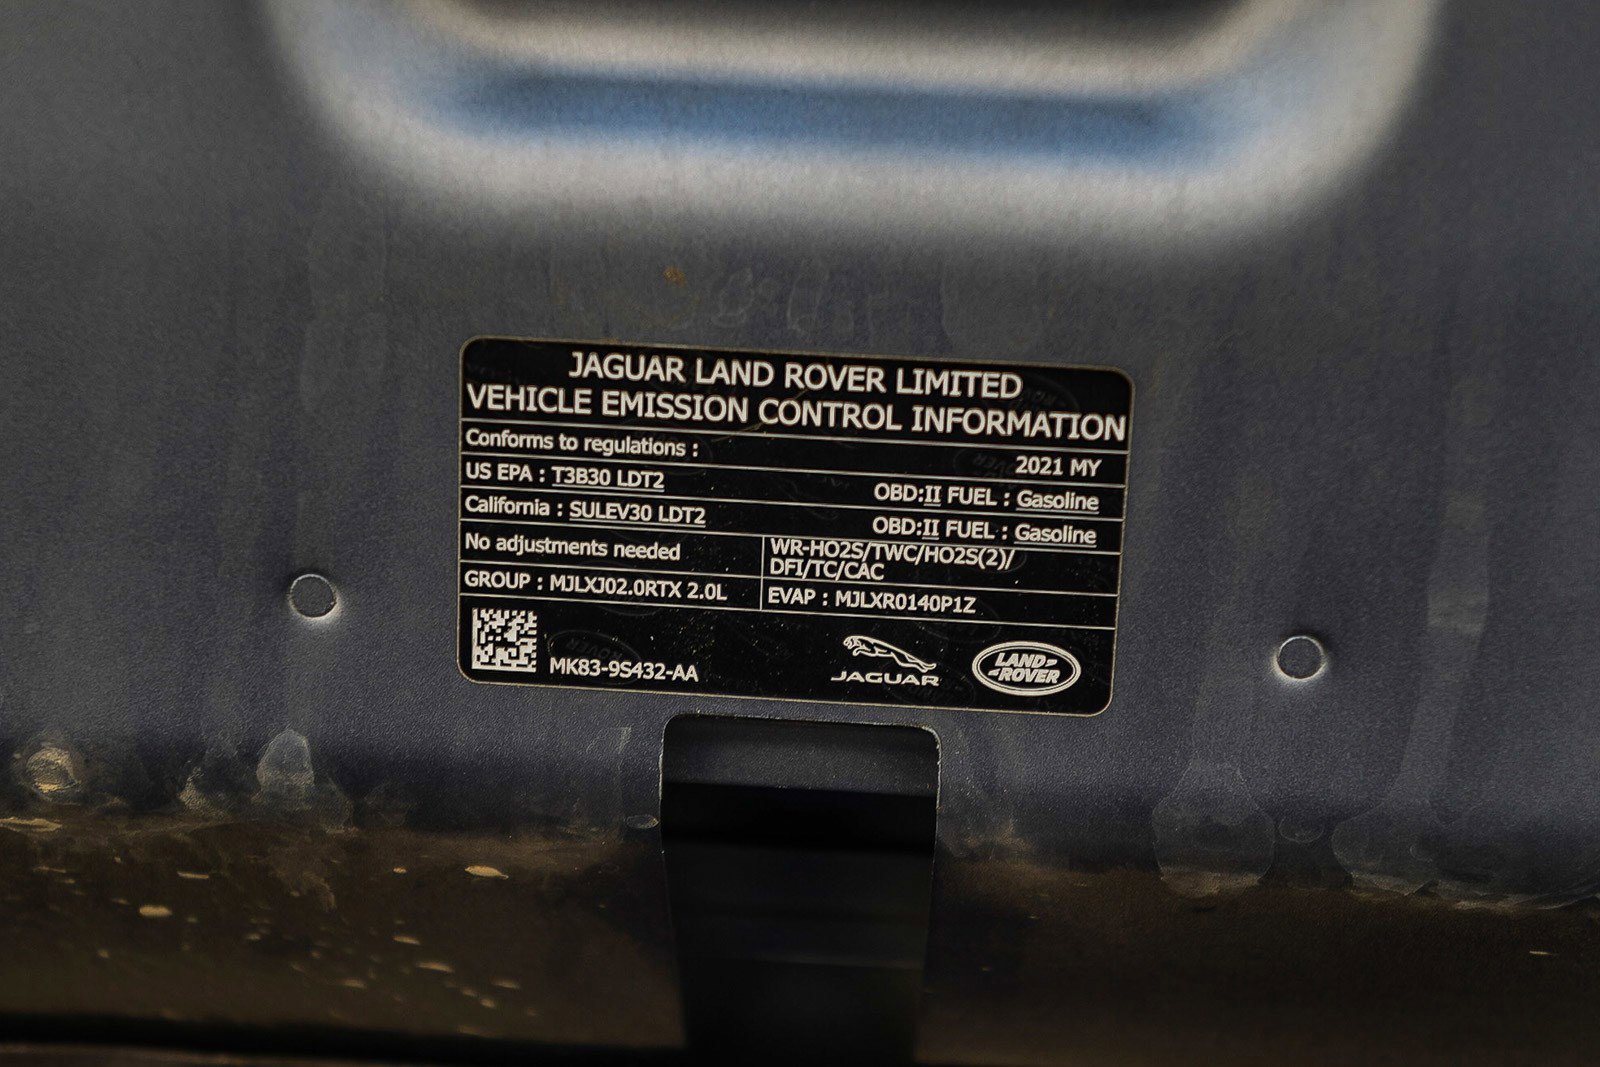 JAGUAR LAND ROVER LIMITED
VEHICLE EMISSION CONTROL INFORMATION
Conforms to regulations : 2021 MY
US EPA : T3B30 LDT2 OBD:II FUEL : Gasoline
California : SULEV30 LDT2 OBD:II FUEL : Gasoline
No adjustments needed
WR-HO2S/TWC/HO2S(2)/
DFI/TC/CAC
GROUP : MJLXJ02.0RTX 2.0L
EVAP : MJLXR0140P1Z
MK83-9S432-AA
JAGUAR
LAND-
-ROVER